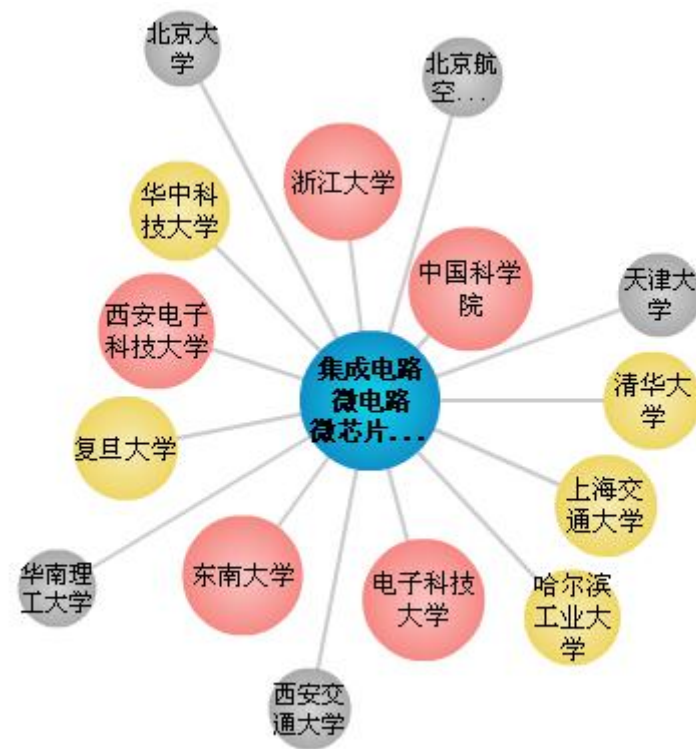 北京大
学
北京航
空...
浙江大学
华中科
技大学
中国科学
院
天津大
学
西安电子
科技大学
集成电路
微电路
微芯片...
清华大
学
复旦大学
上海交
通大学
东南大学
电子科技
大学
华南理
工大学
哈尔滨
工业大
学
西安交
通大学